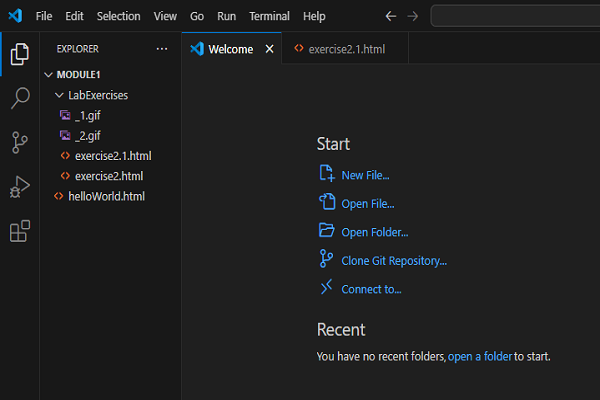 File Edit Selection View Go Run Terminal Help
EXPLORER
Welcome
exercise2.1.html
MODULE1
LabExercises
_1.gif
_2.gif
exercise2.1.html
exercise2.html
helloWorld.html
Start
New File...
Open File...
Open Folder...
Clone Git Repository...
Connect to...
Recent
You have no recent folders, open a folder to start.